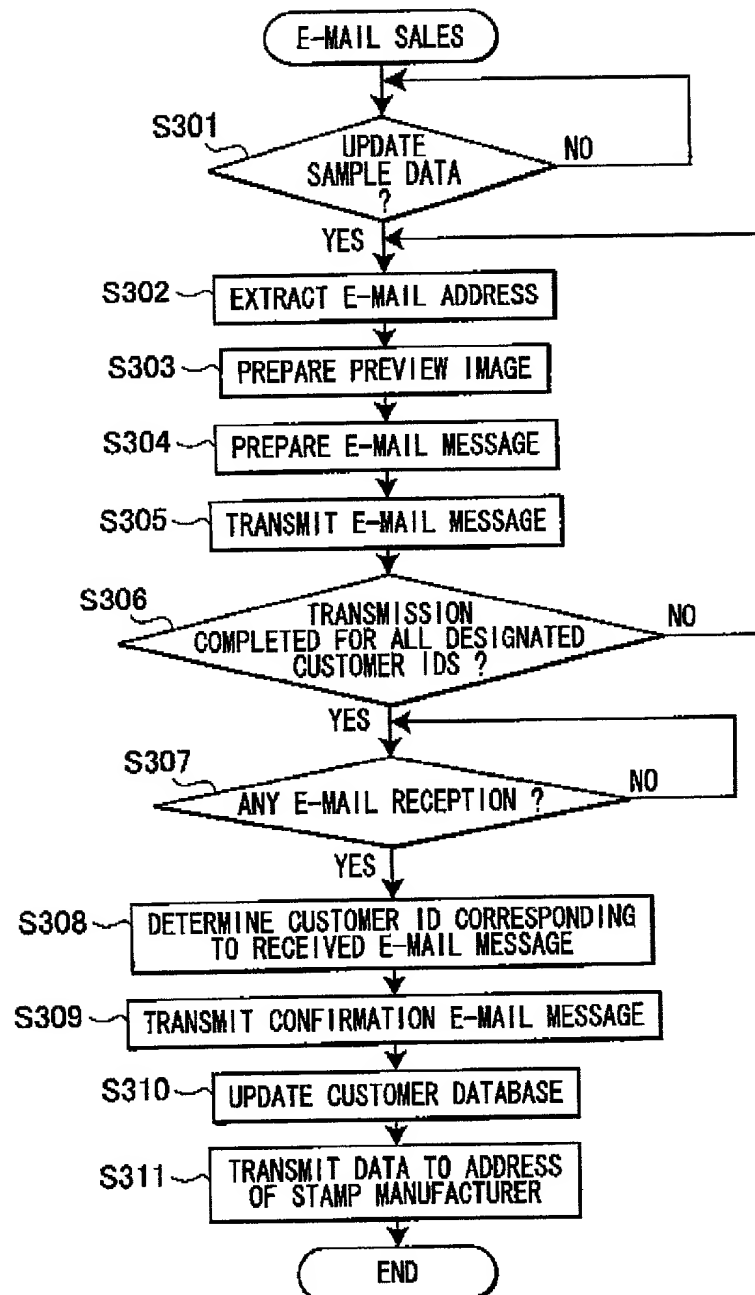 E-MAIL SALES
S301
UPDATE
SAMPLE DATA
?
NO
YES
S302
EXTRACT E-MAIL ADDRESS
S303
PREPARE PREVIEW IMAGE
S304
PREPARE E-MAIL MESSAGE
S305
TRANSMIT E-MAIL MESSAGE
S306
TRANSMISSION
COMPLETED FOR ALL DESIGNATED
CUSTOMER IDS ?
NO
YES
S307
ANY E-MAIL RECEPTION ?
NO
YES
S308
DETERMINE CUSTOMER ID CORRESPONDING
TO RECEIVED E-MAIL MESSAGE
S309
TRANSMIT CONFIRMATION E-MAIL MESSAGE
S310
UPDATE CUSTOMER DATABASE
S311
TRANSMIT DATA TO ADDRESS
OF STAMP MANUFACTURER
END